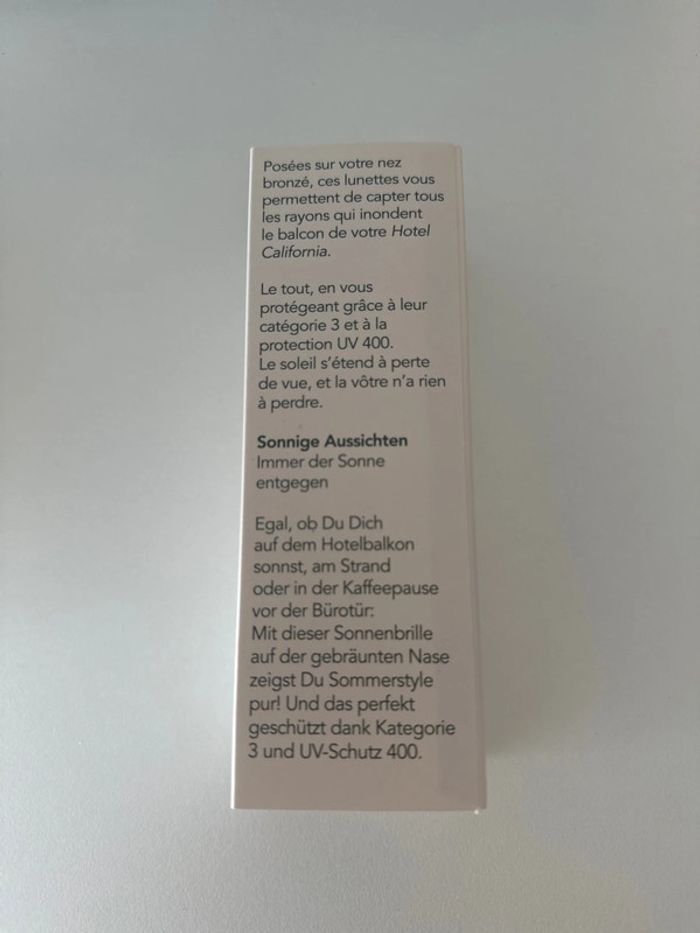 Posées sur votre nez
bronzé, ces lunettes vous
permettent de capter tous
les rayons qui inondent
le balcon de votre Hotel
California.
Le tout, en vous
protégeant grâce à leur
catégorie 3 et à la
protection UV 400.
Le soleil s'étend à perte
de vue, et la vôtre n'a rien
à perdre.
Sonnige Aussichten
Immer der Sonne
entgegen
Egal, ob Du Dich
auf dem Hotelbalkon
sonnst, am Strand
oder in der Kaffeepause
vor der Bürotür:
Mit dieser Sonnenbrille
auf der gebräunten Nase
zeigst Du Sommerstyle
pur! Und das perfekt
geschützt dank Kategorie
3 und UV-Schutz 400.